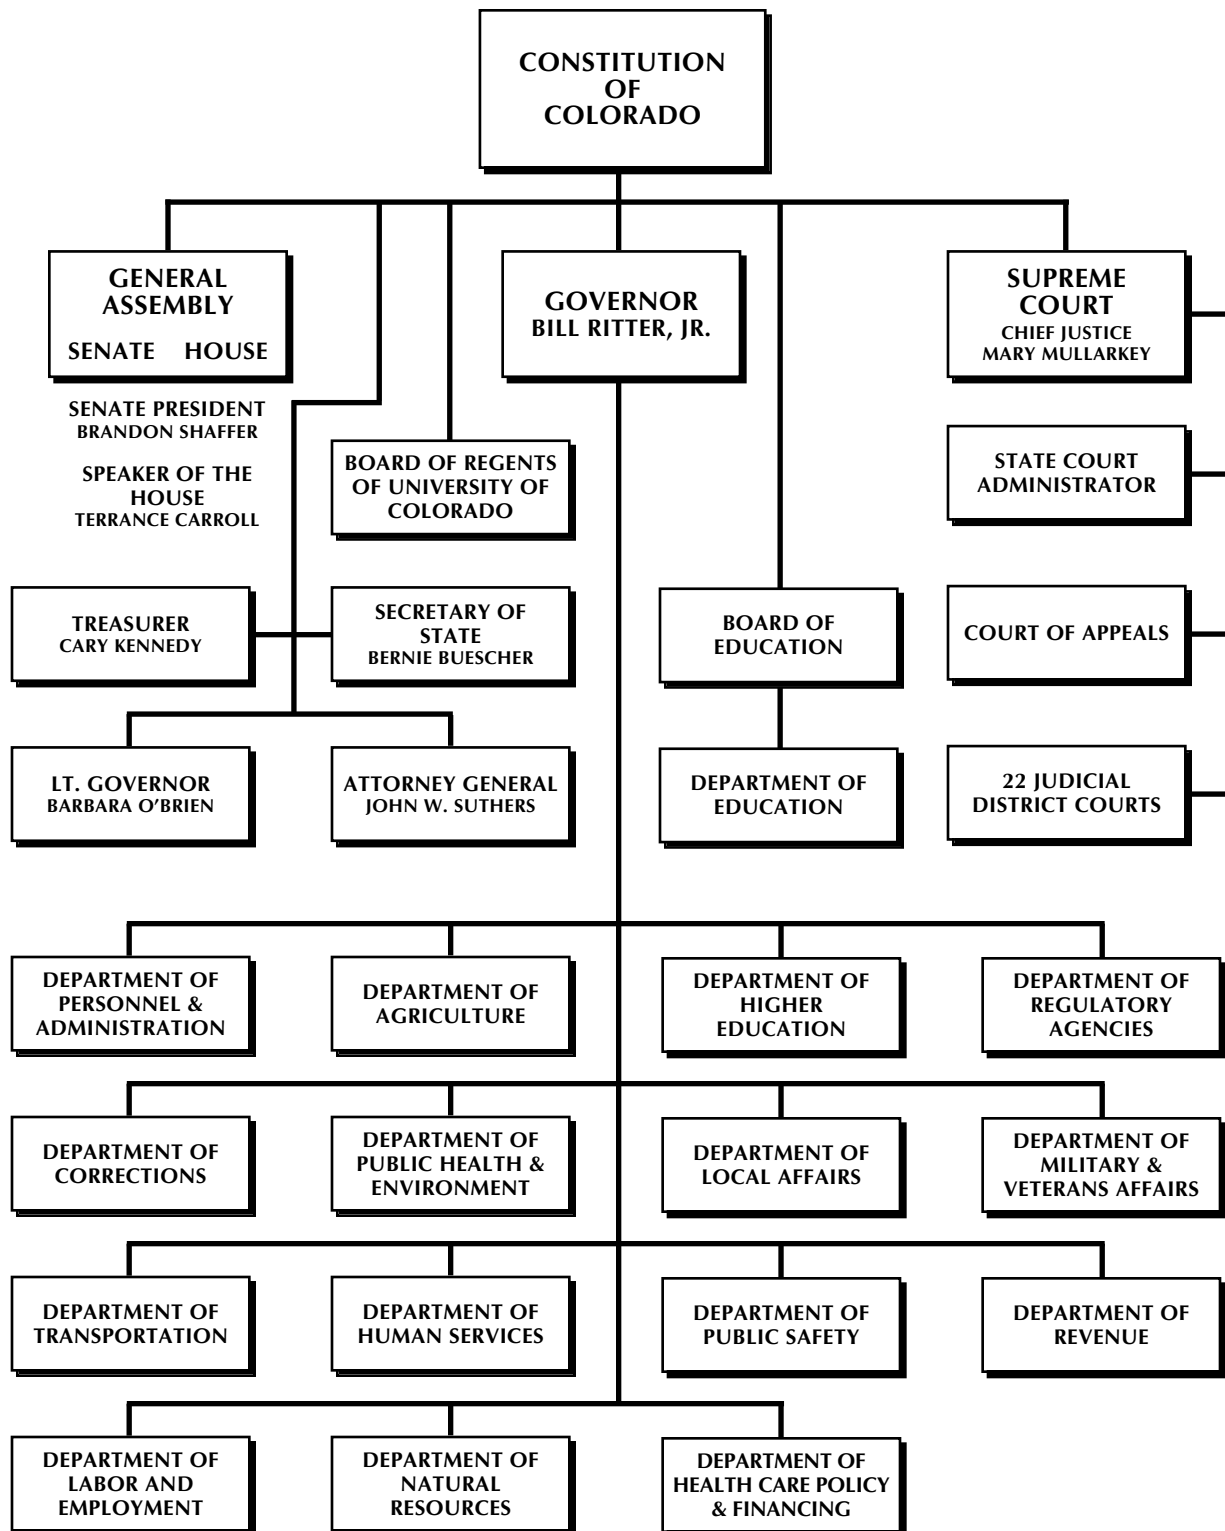 CONSTITUTION
OF
COLORADO
GENERAL
ASSEMBLY
SENATE HOUSE
SENATE PRESIDENT
BRANDON SHAFFER
SPEAKER OF THE
HOUSE
TERRANCE CARROLL
GOVERNOR
BILL RITTER, JR.
SUPREME
COURT
CHIEF JUSTICE
MARY MULLARKEY
BOARD OF REGENTS
OF UNIVERSITY OF
COLORADO
STATE COURT
ADMINISTRATOR
TREASURER
CARY KENNEDY
SECRETARY OF
STATE
BERNIE BUESCHER
BOARD OF
EDUCATION
COURT OF APPEALS
LT. GOVERNOR
BARBARA O’BRIEN
ATTORNEY GENERAL
JOHN W. SUTHERS
DEPARTMENT OF
EDUCATION
22 JUDICIAL
DISTRICT COURTS
DEPARTMENT OF
PERSONNEL &
ADMINISTRATION
DEPARTMENT OF
AGRICULTURE
DEPARTMENT OF
HIGHER
EDUCATION
DEPARTMENT OF
REGULATORY
AGENCIES
DEPARTMENT OF
CORRECTIONS
DEPARTMENT OF
PUBLIC HEALTH &
ENVIRONMENT
DEPARTMENT OF
LOCAL AFFAIRS
DEPARTMENT OF
MILITARY &
VETERANS AFFAIRS
DEPARTMENT OF
TRANSPORTATION
DEPARTMENT OF
HUMAN SERVICES
DEPARTMENT OF
PUBLIC SAFETY
DEPARTMENT OF
REVENUE
DEPARTMENT OF
LABOR AND
EMPLOYMENT
DEPARTMENT OF
NATURAL
RESOURCES
DEPARTMENT OF
HEALTH CARE POLICY
& FINANCING